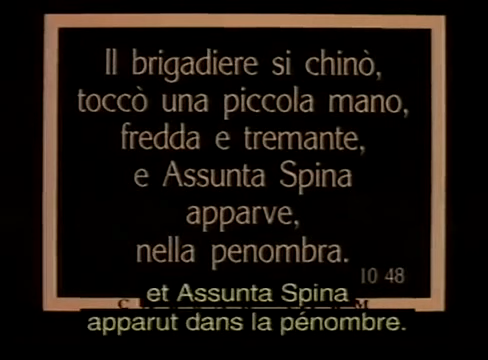 Il brigadiere si chinò,
toccò una piccola mano,
fredda e tremante,
e Assunta Spina
apparve,
nella penombra.
10 48
et Assunta Spina
apparut dans la pénombre.